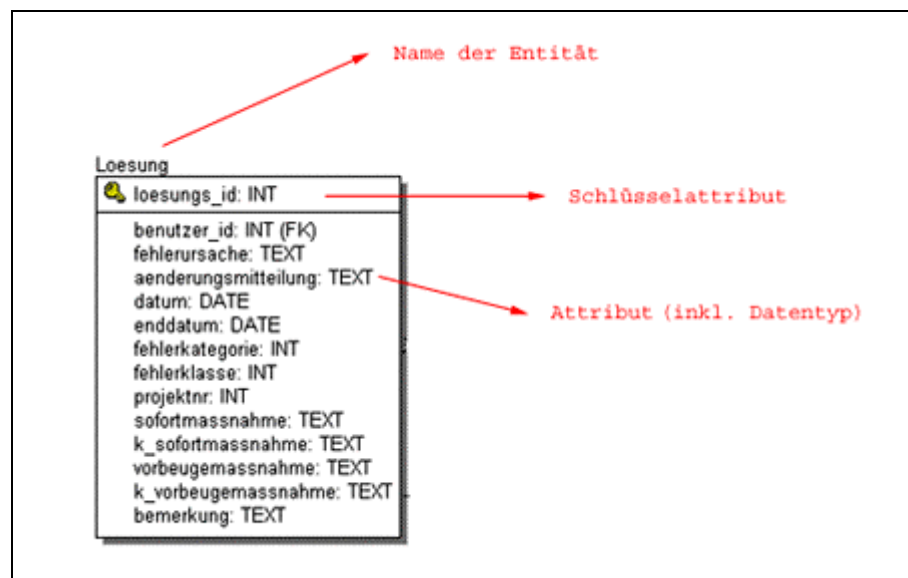 Name der Entität
Loesung
loesungs_id: INT
Schlüsselattribut
benutzer_id: INT (FK)
fehlerursache: TEXT
aenderungsmitteilung: TEXT
datum: DATE
Attribut (inkl. Datentyp)
enddatum: DATE
fehlerkategorie: INT
fehlerklasse: INT
projektnr: INT
sofortmassnahme: TEXT
k_sofortmassnahme: TEXT
vorbeugemassnahme: TEXT
k_vorbeugemassnahme: TEXT
bemerkung: TEXT